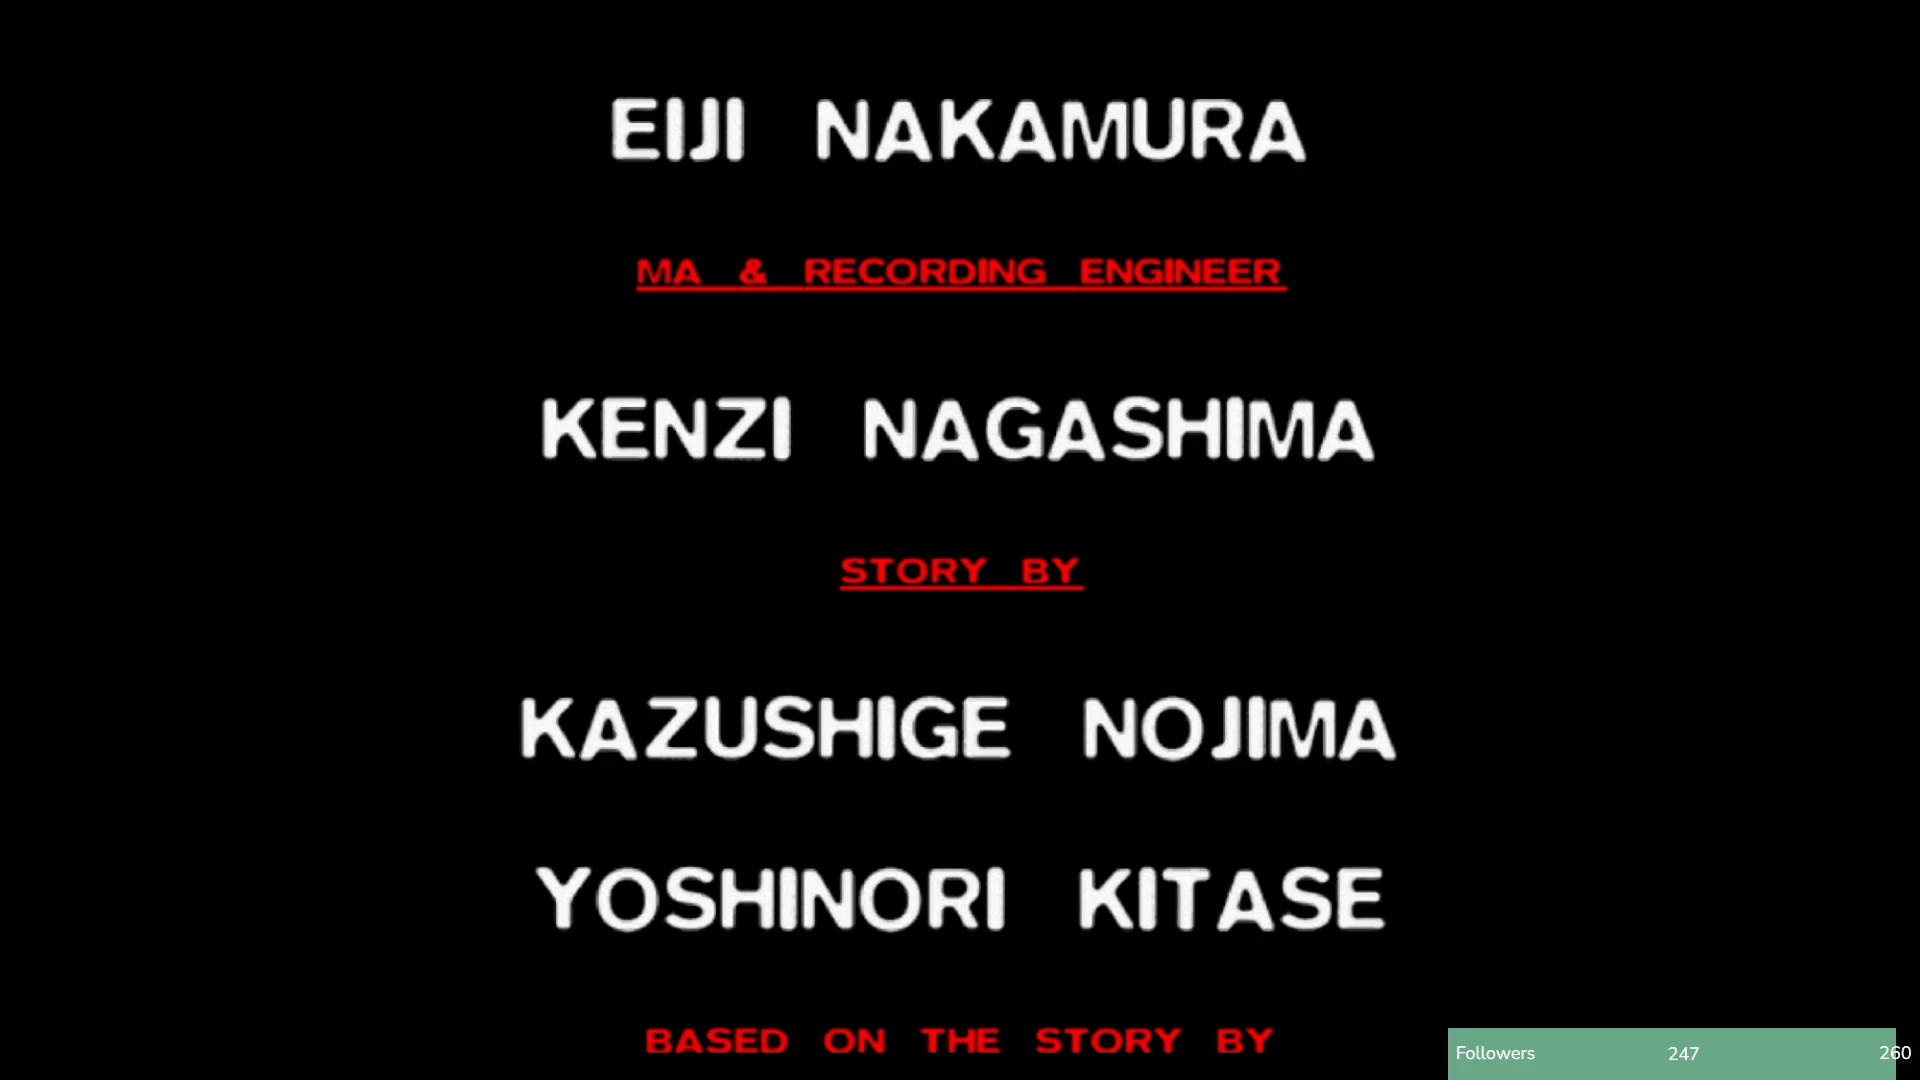 EIJI NAKAMURA
MA & RECORDING ENGINEER
KENZI NAGASHIMA
STORY BY
KAZUSHIGE NOJIMA
YOSHINORI KITASE
BASED ON THE STORY BY
Followers 247 260